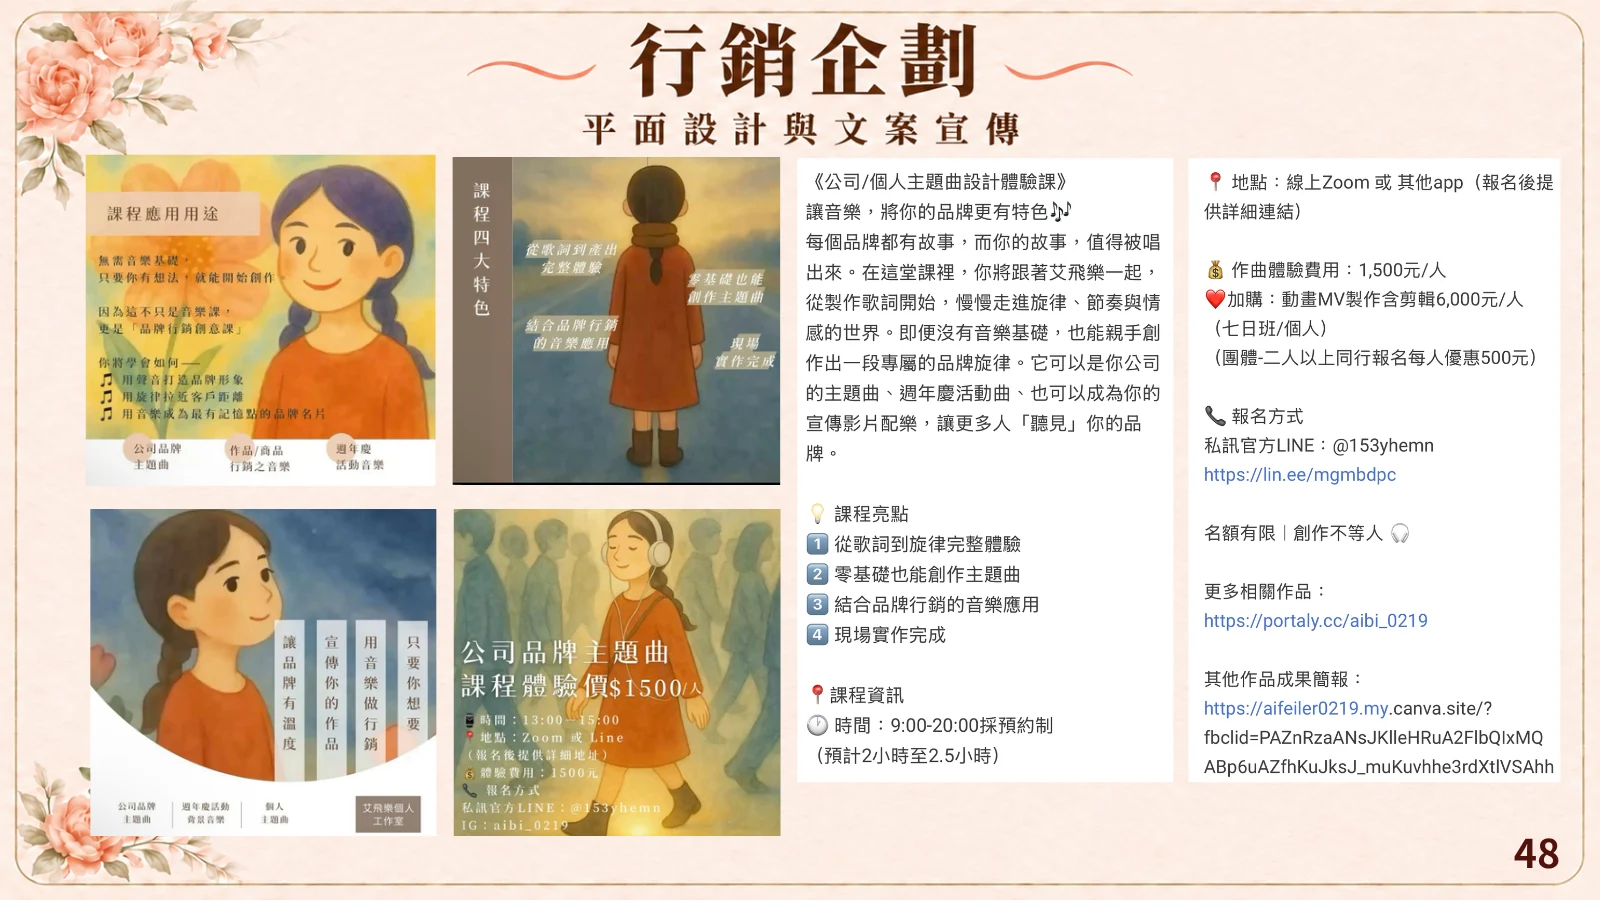 行銷企劃
平面設計與文案宣傳
課程應用用途
無需音樂基礎，
只要你有想法，就能開始創作
因為這不只是音樂課，
更是「品牌行銷創意課」
你將學會如何——
🎵 用聲音打造品牌形象
🎵 用旋律拉近客戶距離
🎵 用音樂成為最有記憶點的品牌名片
公司品牌
主題曲
作品/商品
行銷之音樂
週年慶
活動音樂
課程四大特色
從歌詞到產出
完整體驗
零基礎也能
創作主題曲
結合品牌行銷
的音樂應用
現場
實作完成
只要你想要
用音樂做行銷
宣傳你的作品
讓品牌有溫度
公司品牌
主題曲
週年慶活動
背景音樂
個人
主題曲
艾飛樂個人
工作室
公司品牌主題曲
課程體驗價$1500/人
📱時間：13:00—15:00
📍地點：Zoom 或 Line
（報名後提供詳細地址）
💰體驗費用：1500元
📞 報名方式
私訊官方LINE：@153yhemn
IG：aibi_0219
《公司/個人主題曲設計體驗課》
讓音樂，將你的品牌更有特色🎶
每個品牌都有故事，而你的故事，值得被唱
出來。在這堂課裡，你將跟著艾飛樂一起，
從製作歌詞開始，慢慢走進旋律、節奏與情
感的世界。即便沒有音樂基礎，也能親手創
作出一段專屬的品牌旋律。它可以是你公司
的主題曲、週年慶活動曲、也可以成為你的
宣傳影片配樂，讓更多人「聽見」你的品
牌。
💡 課程亮點
1️⃣ 從歌詞到旋律完整體驗
2️⃣ 零基礎也能創作主題曲
3️⃣ 結合品牌行銷的音樂應用
4️⃣ 現場實作完成
📍課程資訊
🕐 時間：9:00-20:00採預約制
（預計2小時至2.5小時）
📍 地點：線上Zoom 或 其他app（報名後提
供詳細連結）
💰 作曲體驗費用：1,500元/人
❤️加購：動畫MV製作含剪輯6,000元/人
（七日班/個人）
（團體-二人以上同行報名每人優惠500元）
📞 報名方式
私訊官方LINE：@153yhemn
https://lin.ee/mgmbdpc
名額有限｜創作不等人 🎧
更多相關作品：
https://portaly.cc/aibi_0219
其他作品成果簡報：
https://aifeiler0219.my.canva.site/?
fbclid=PAZnRzaANsJKlleHRuA2FlbQIxMQ
ABp6uAZfhKuJksJ_muKuvhhe3rdXtlVSAhh
48